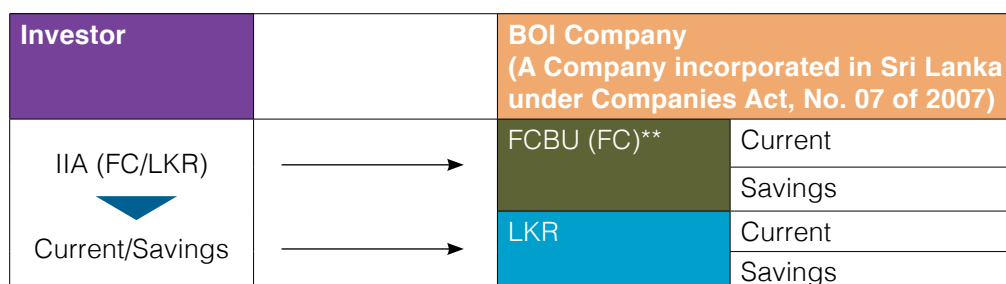 Investor
BOI Company
(A Company incorporated in Sri Lanka
under Companies Act, No. 07 of 2007)
IIA (FC/LKR)
Current/Savings
FCBU (FC)**
Current
Savings
LKR
Current
Savings